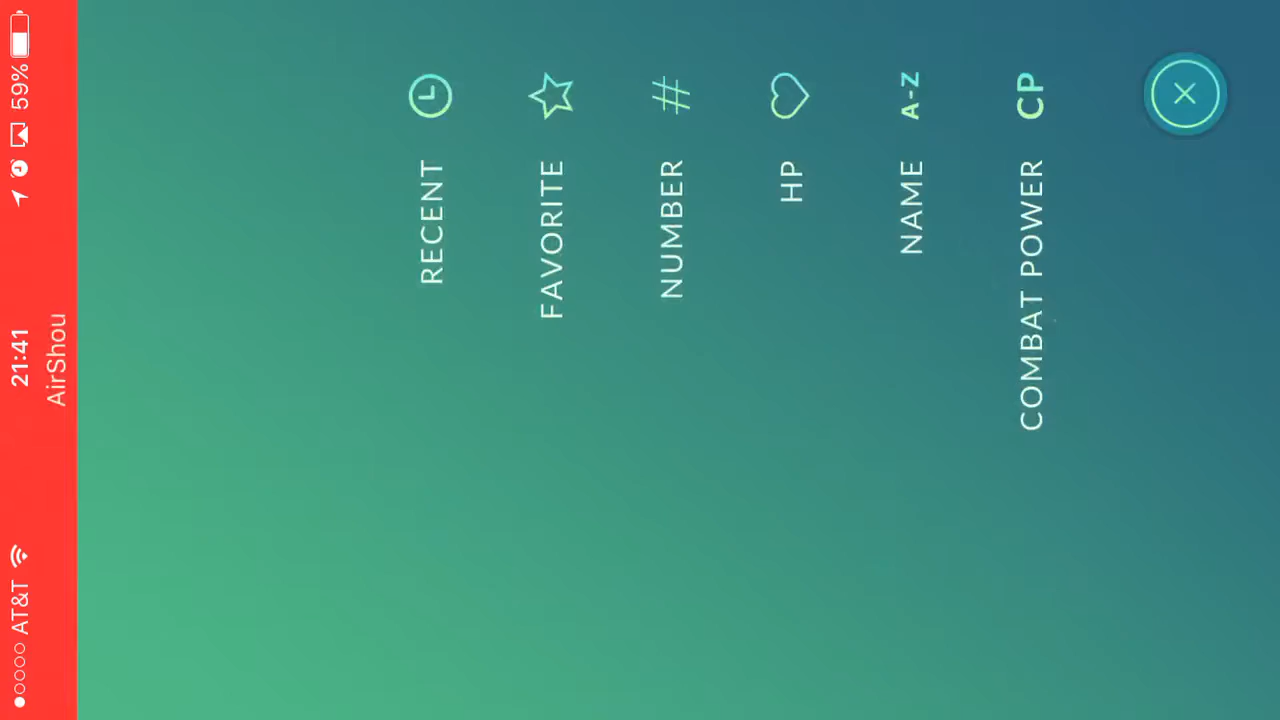 AT&T 21:41 59%
AirShou
RECENT
FAVORITE
# NUMBER
HP
A-Z NAME
CP COMBAT POWER